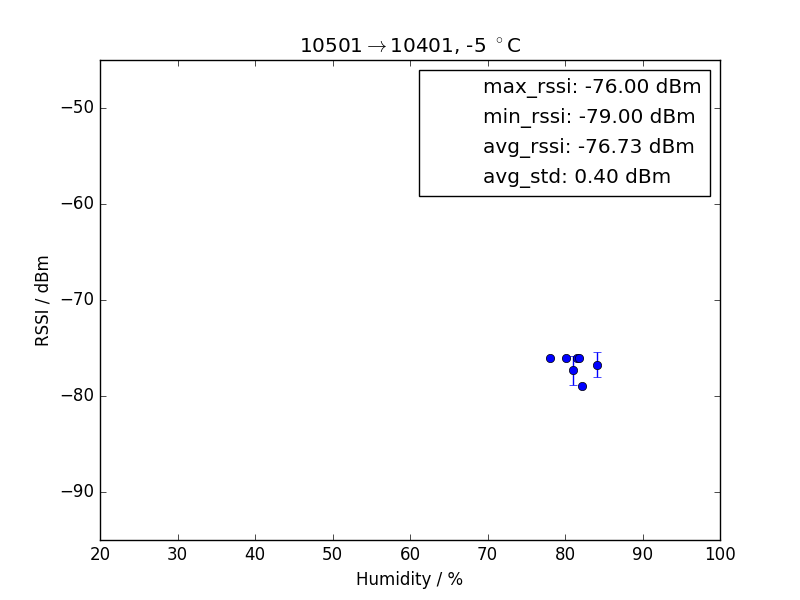 10501→10401, -5 °C
max_rssi: -76.00 dBm
min_rssi: -79.00 dBm
avg_rssi: -76.73 dBm
avg_std: 0.40 dBm
RSSI / dBm
−50
−60
−70
−80
−90
20 30 40 50 60 70 80 90 100
Humidity / %